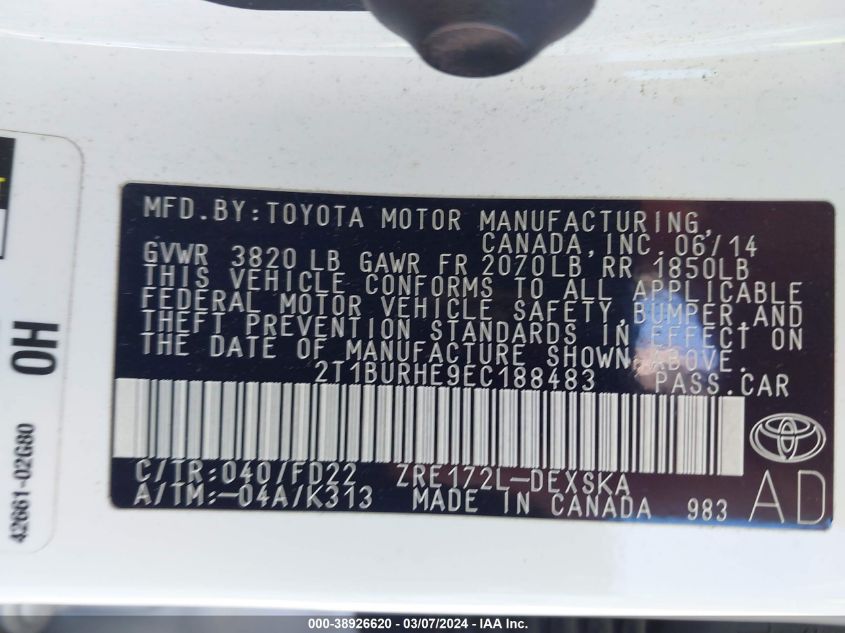 MFD.BY:TOYOTA MOTOR MANUFACTURING,
CANADA,INC. 06/14
GVWR 3820 LB GAWR FR 2070LB RR 1850LB
THIS VEHICLE CONFORMS TO ALL APPLICABLE
FEDERAL MOTOR VEHICLE SAFETY,BUMPER,AND
THEFT PREVENTION STANDARDS IN EFFECT ON
THE DATE OF MANUFACTURE SHOWN ABOVE.
2T1BURHE9EC188483 PASS.CAR
C/TR:040/FD22 ZRE172L-DEXSKA
A/TM:-04A/K313 MADE IN CANADA 983
AD
OH
42661-02G80
000-38926620 / 03/07/2024 - IAA Inc.